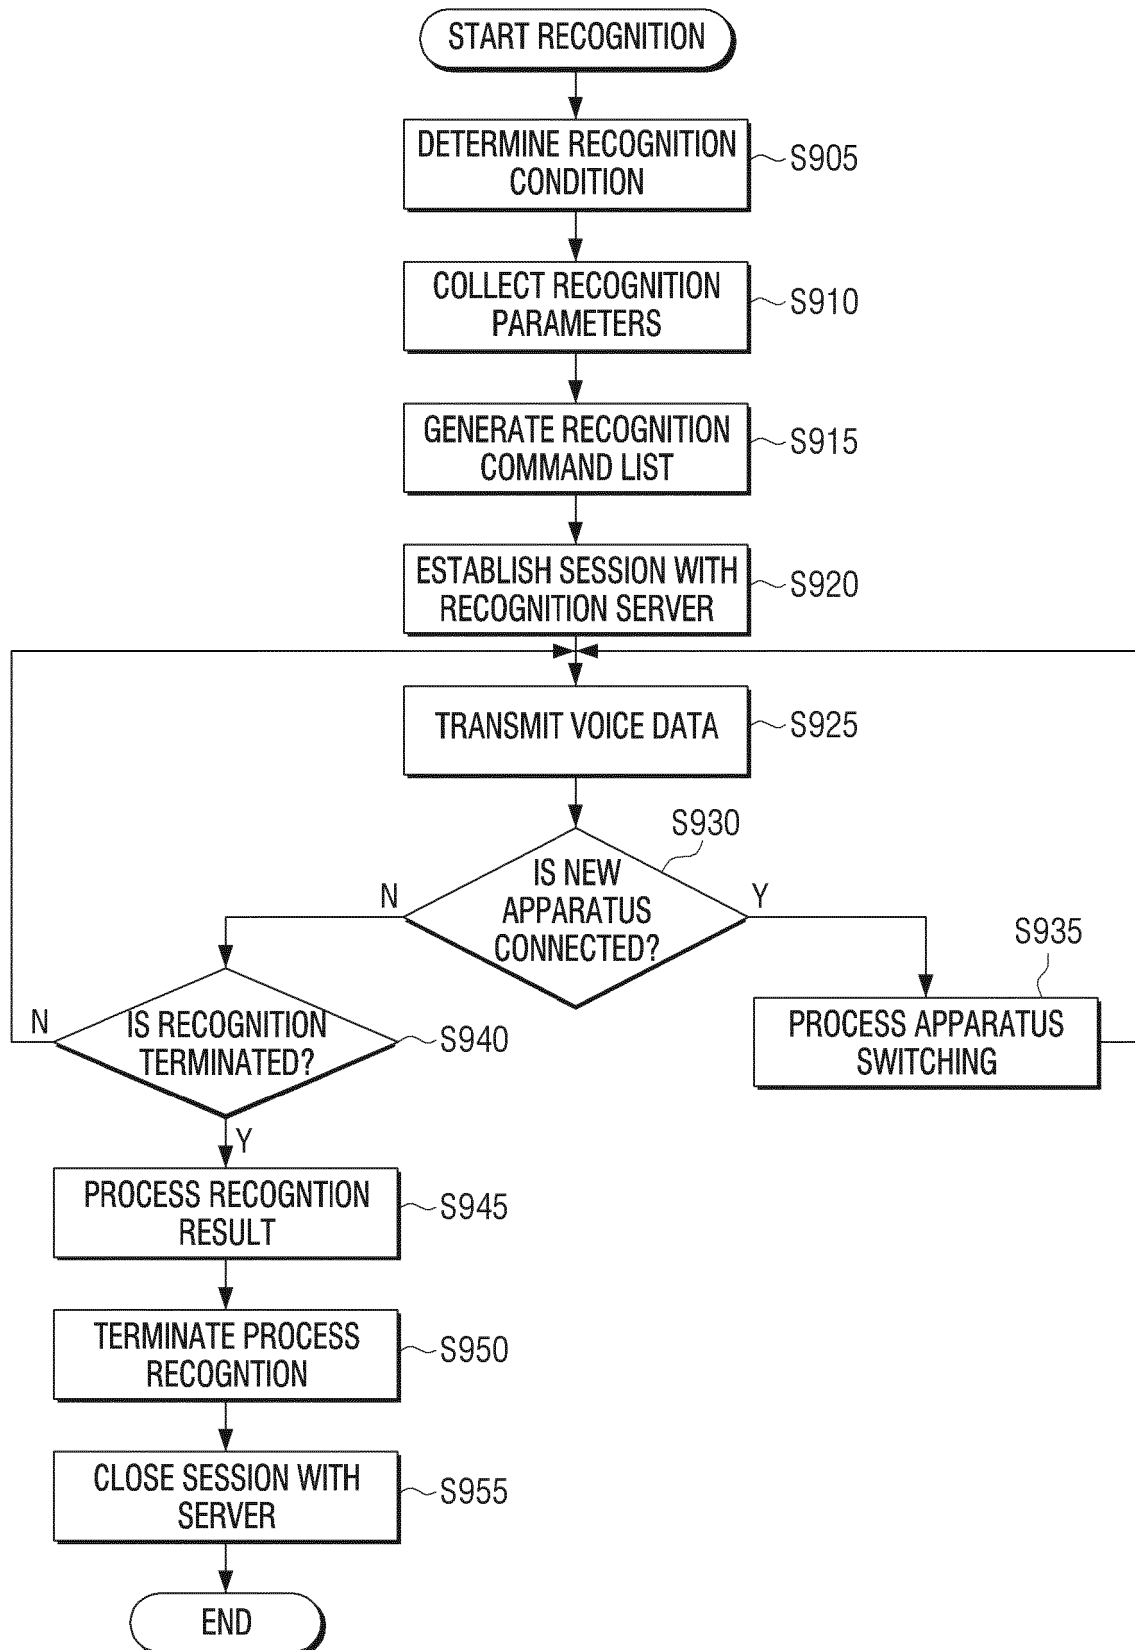 START RECOGNITION
DETERMINE RECOGNITION
CONDITION
S905
COLLECT RECOGNITION
PARAMETERS
S910
GENERATE RECOGNITION
COMMAND LIST
S915
ESTABLISH SESSION WITH
RECOGNITION SERVER
S920
TRANSMIT VOICE DATA
S925
S930
IS NEW
APPARATUS
CONNECTED?
N
Y
S935
PROCESS APPARATUS
SWITCHING
N
IS RECOGNITION
TERMINATED?
S940
Y
PROCESS RECOGNTION
RESULT
S945
TERMINATE PROCESS
RECOGNTION
S950
CLOSE SESSION WITH
SERVER
S955
END